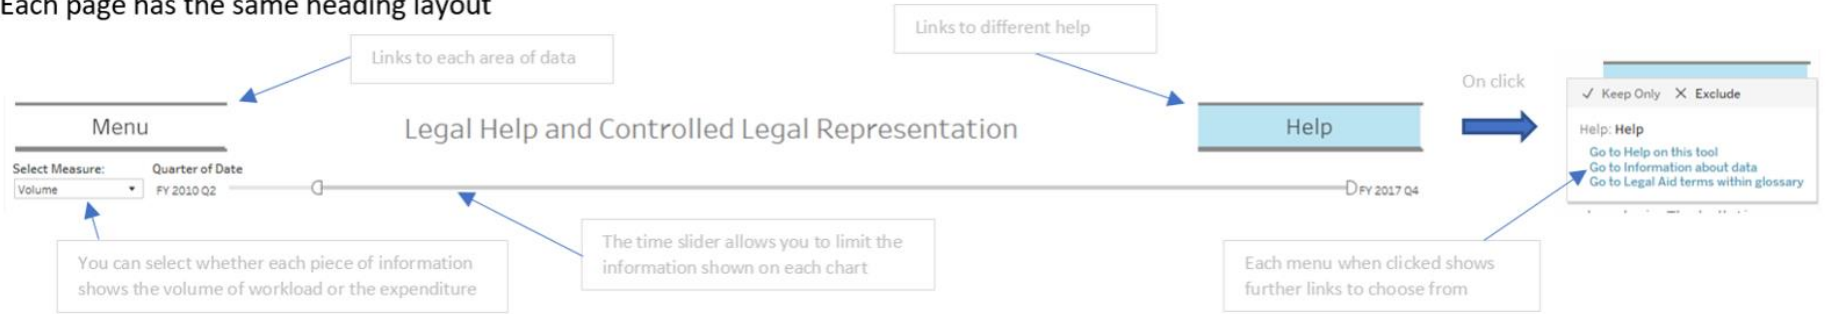 Each page has the same heading layout
Links to different help
Links to each area of data
On click
✓ Keep Only ✕ Exclude
Menu
Legal Help and Controlled Legal Representation
Help
Help: Help
Go to Help on this tool
Go to Information about data
Go to Legal Aid terms within glossary
Select Measure:
Quarter of Date
Volume
FY 2010 Q2
FY 2017 Q4
You can select whether each piece of information
shows the volume of workload or the expenditure
The time slider allows you to limit the
information shown on each chart
Each menu when clicked shows
further links to choose from